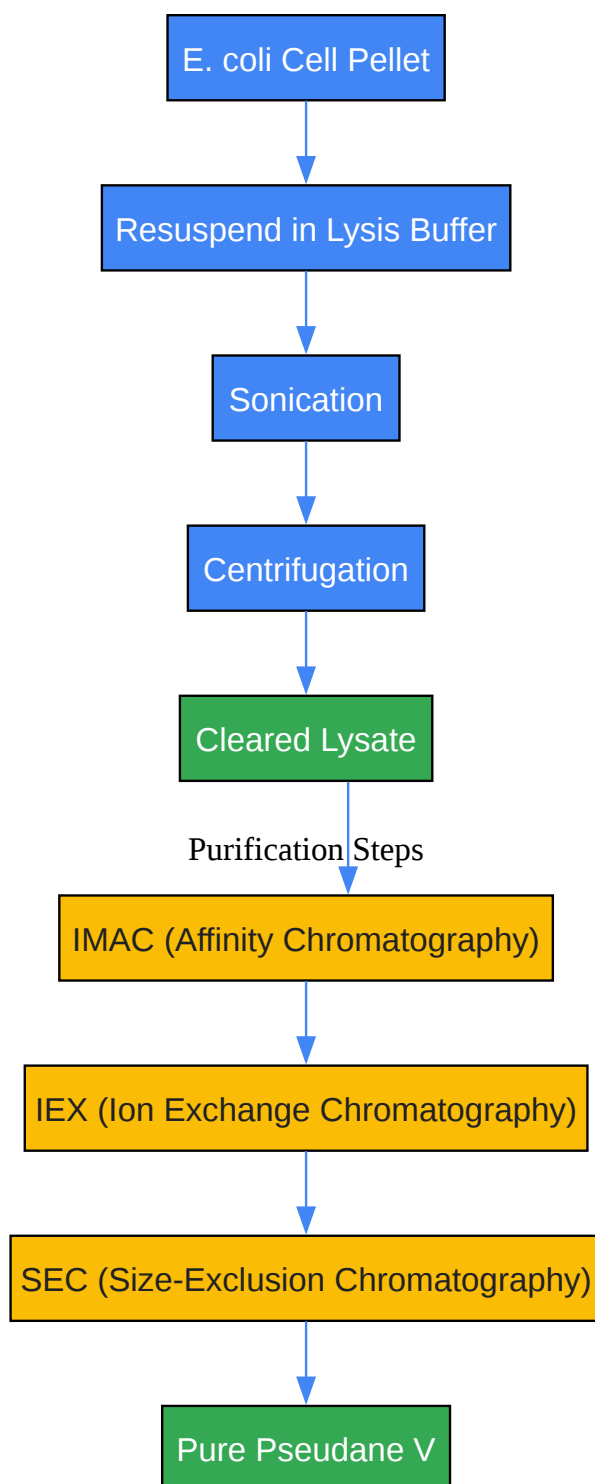 E. coli Cell Pellet
Resuspend in Lysis Buffer
Sonication
Centrifugation
Cleared Lysate
Purification Steps
IMAC (Affinity Chromatography)
IEX (Ion Exchange Chromatography)
SEC (Size-Exclusion Chromatography)
Pure Pseudane V